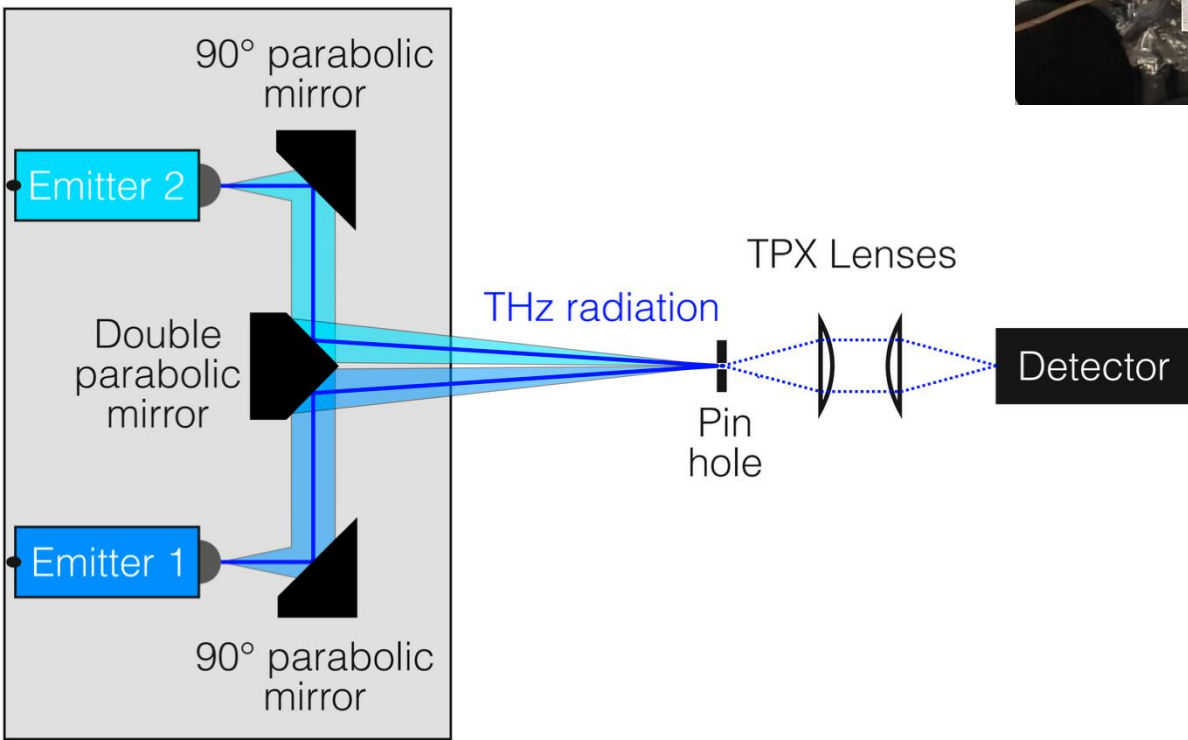 90° parabolic
mirror
Emitter 2
TPX Lenses
THz radiation
Double
parabolic
mirror
Detector
Pin
hole
Emitter 1
90° parabolic
mirror